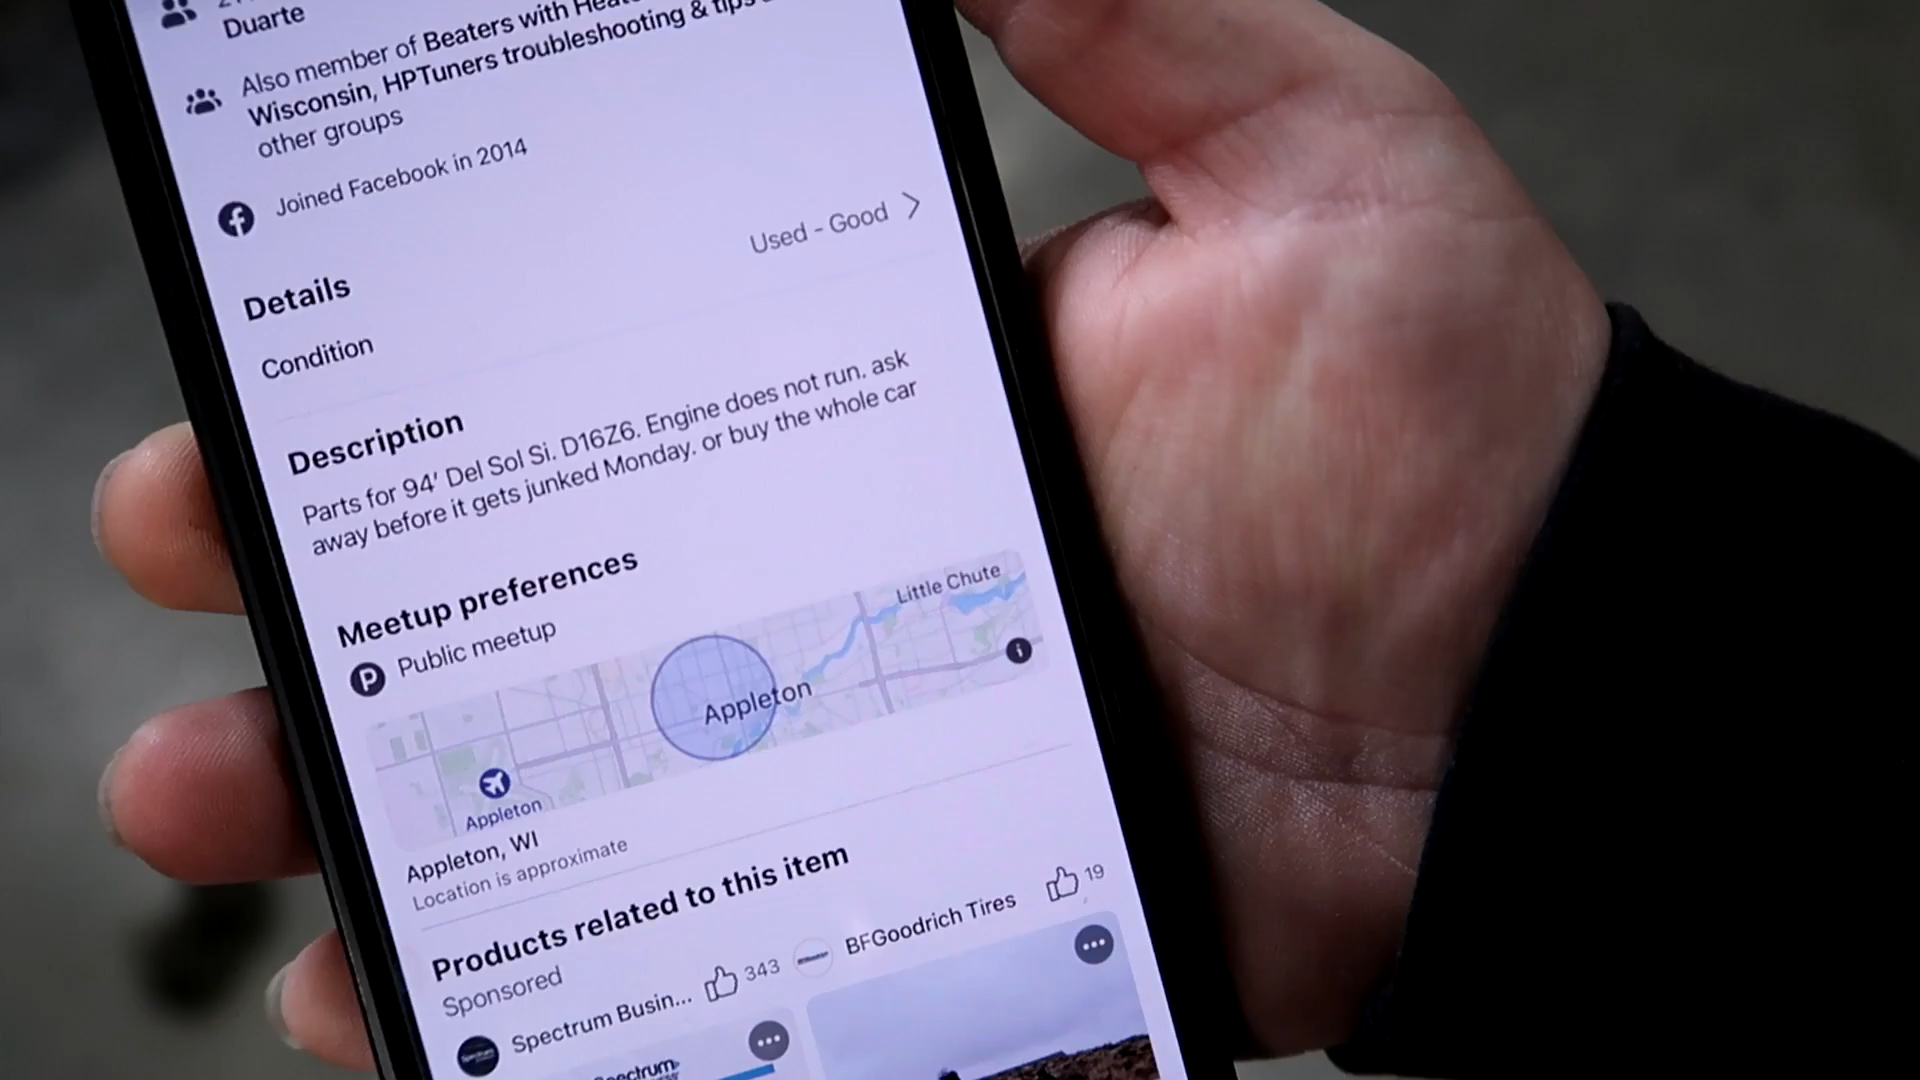 Duarte
Also member of Beaters with
Wisconsin, HPTuners troubleshooting & tips
other groups
Joined Facebook in 2014
Details
Condition
Used - Good
Description
Parts for 94' Del Sol Si. D16Z6. Engine does not run. ask
away before it gets junked Monday. or buy the whole car
Meetup preferences
P Public meetup
Little Chute
Appleton
Appleton
Appleton, WI
Location is approximate
Products related to this item
Sponsored
Spectrum Busin... 343
BFGoodrich Tires 19